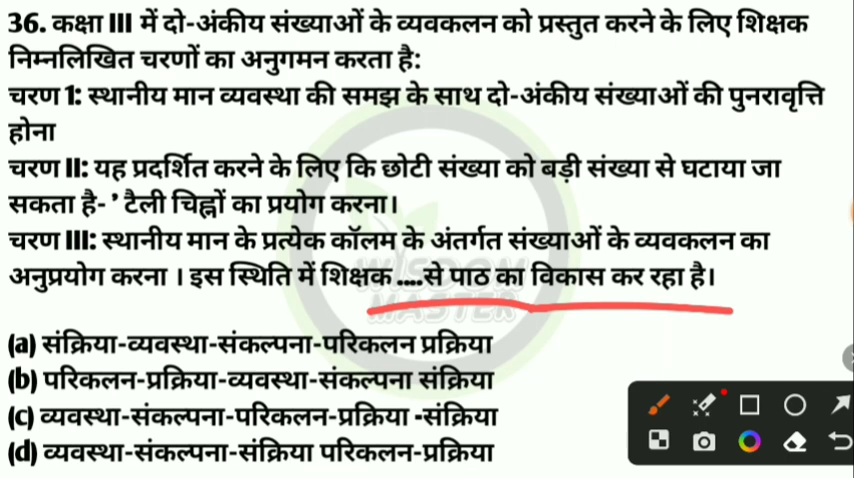 36. कक्षा III में दो-अंकीय संख्याओं के व्यवकलन को प्रस्तुत करने के लिए शिक्षक
निम्नलिखित चरणों का अनुगमन करता है:
चरण 1: स्थानीय मान व्यवस्था की समझ के साथ दो-अंकीय संख्याओं की पुनरावृत्ति
होना
चरण II: यह प्रदर्शित करने के लिए कि छोटी संख्या को बड़ी संख्या से घटाया जा
सकता है- ' टैली चिह्नों का प्रयोग करना।
चरण III: स्थानीय मान के प्रत्येक कॉलम के अंतर्गत संख्याओं के व्यवकलन का
अनुप्रयोग करना । इस स्थिति में शिक्षक ....से पाठ का विकास कर रहा है।
WISDOM
MASTER
(a) संक्रिया-व्यवस्था-संकल्पना-परिकलन प्रक्रिया
(b) परिकलन-प्रक्रिया-व्यवस्था-संकल्पना संक्रिया
(c) व्यवस्था-संकल्पना-परिकलन-प्रक्रिया -संक्रिया
(d) व्यवस्था-संकल्पना-संक्रिया परिकलन-प्रक्रिया